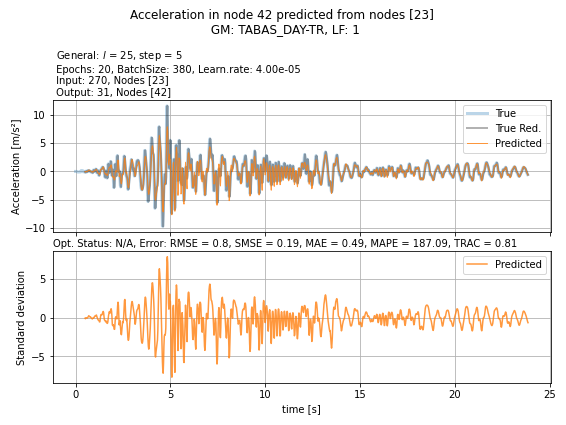 Acceleration in node 42 predicted from nodes [23]
GM: TABAS_DAY-TR, LF: 1
General: l = 25, step = 5
Epochs: 20, BatchSize: 380, Learn.rate: 4.00e-05
Input: 270, Nodes [23]
Output: 31, Nodes [42]
Acceleration [m/s²]
10
5
0
−5
−10
True
True Red.
Predicted
Opt. Status: N/A, Error: RMSE = 0.8, SMSE = 0.19, MAE = 0.49, MAPE = 187.09, TRAC = 0.81
Standard deviation
5
0
−5
Predicted
0
5
10
15
20
25
time [s]